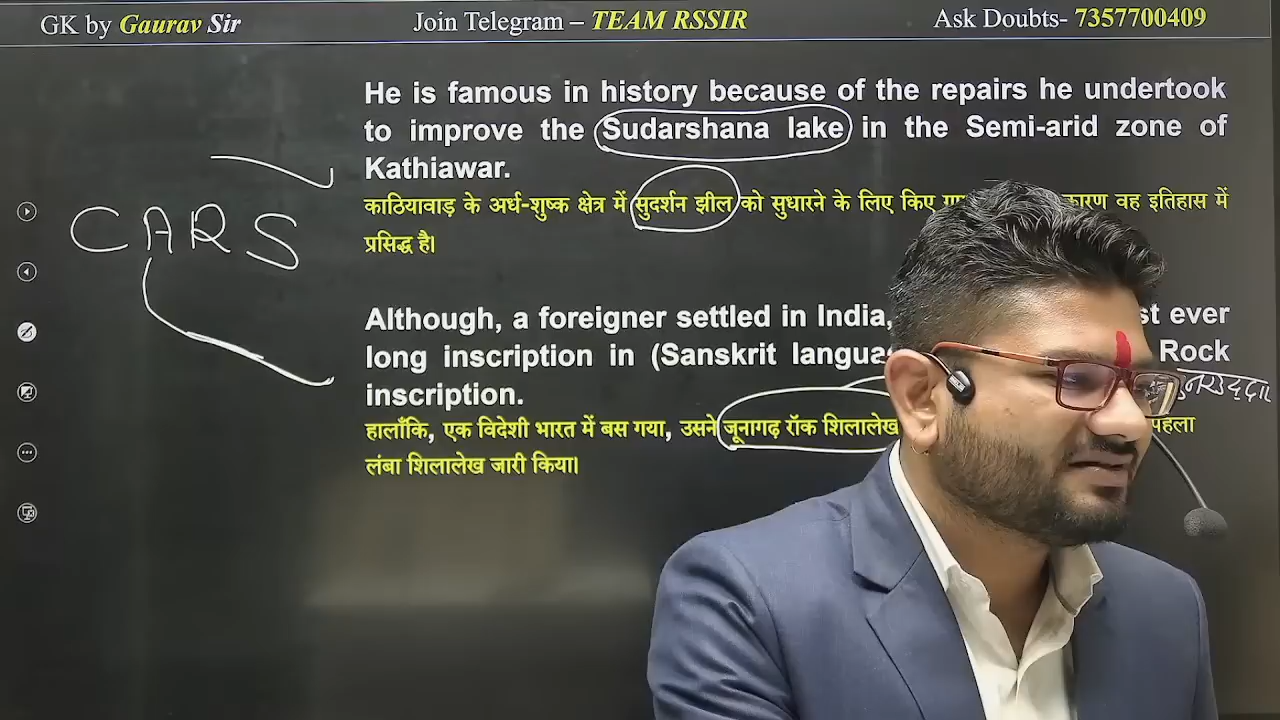 GK by Gaurav Sir
Join Telegram – TEAM RSSIR
Ask Doubts- 7357700409
He is famous in history because of the repairs he undertook
to improve the Sudarshana lake in the Semi-arid zone of
Kathiawar.
काठियावाड़ के अर्ध-शुष्क क्षेत्र में सुदर्शन झील को सुधारने के लिए किए कारण वह इतिहास में
प्रसिद्ध है।
CARS
Although, a foreigner settled in India, ever
long inscription in (Sanskrit Rock
inscription.
हालाँकि, एक विदेशी भारत में बस गया, उसने जूनागढ़ रॉक शिलालेख पहला
लंबा शिलालेख जारी किया।